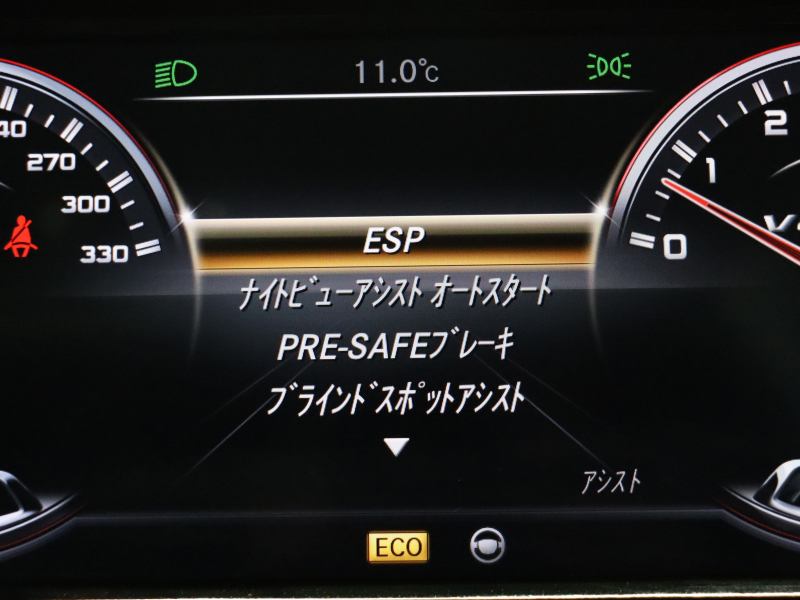 11.0℃
40
270
300
330
2
1
0
ESP
ナイトビューアシスト オートスタート
PRE-SAFEブレーキ
ブラインドスポットアシスト
アシスト
ECO